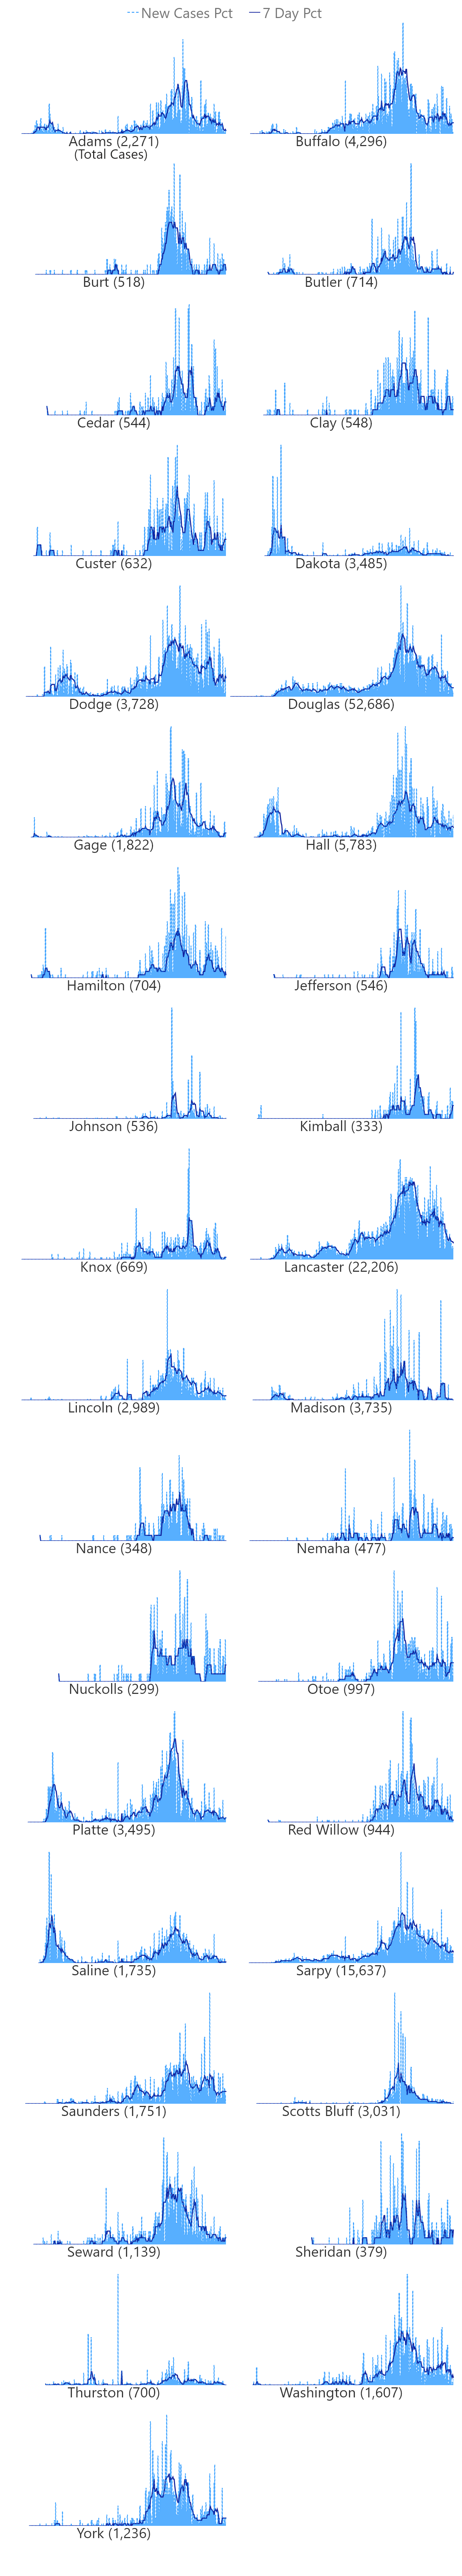 New Cases Pct 7 Day Pct
Adams (2,271)
(Total Cases)
Buffalo (4,296)
Burt (518)
Butler (714)
Cedar (544)
Clay (548)
Custer (632)
Dakota (3,485)
Dodge (3,728)
Douglas (52,686)
Gage (1,822)
Hall (5,783)
Hamilton (704)
Jefferson (546)
Johnson (536)
Kimball (333)
Knox (669)
Lancaster (22,206)
Lincoln (2,989)
Madison (3,735)
Nance (348)
Nemaha (477)
Nuckolls (299)
Otoe (997)
Platte (3,495)
Red Willow (944)
Saline (1,735)
Sarpy (15,637)
Saunders (1,751)
Scotts Bluff (3,031)
Seward (1,139)
Sheridan (379)
Thurston (700)
Washington (1,607)
York (1,236)